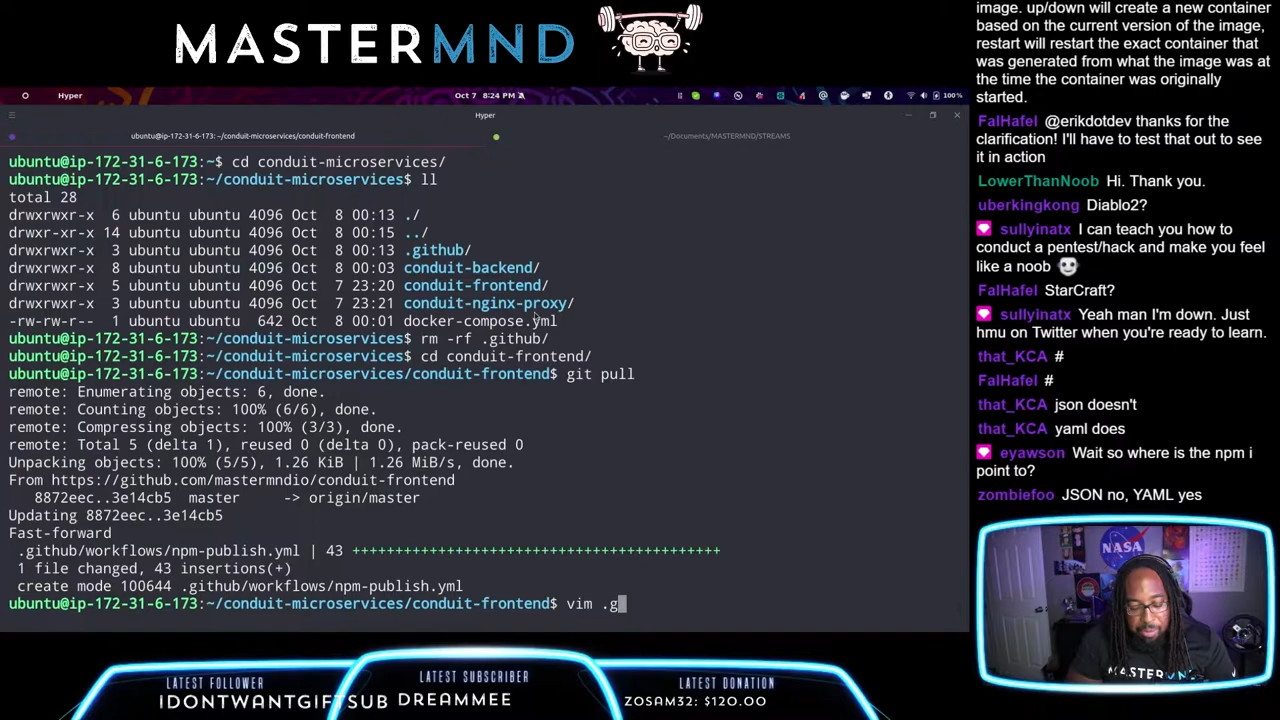 MASTERMND
Hyper
Oct 7 8:24 PM
100%
Hyper
ubuntu@ip-172-31-6-173: ~/conduit-microservices/conduit-frontend
~/Documents/MASTERMND/STREAMS
ubuntu@ip-172-31-6-173:~$ cd conduit-microservices/
ubuntu@ip-172-31-6-173:~/conduit-microservices$ ll
total 28
drwxrwxr-x  6 ubuntu ubuntu 4096 Oct  8 00:13 ./
drwxr-xr-x 14 ubuntu ubuntu 4096 Oct  8 00:15 ../
drwxrwxr-x  3 ubuntu ubuntu 4096 Oct  8 00:13 .github/
drwxrwxr-x  8 ubuntu ubuntu 4096 Oct  8 00:03 conduit-backend/
drwxrwxr-x  5 ubuntu ubuntu 4096 Oct  7 23:20 conduit-frontend/
drwxrwxr-x  3 ubuntu ubuntu 4096 Oct  7 23:21 conduit-nginx-proxy/
-rw-rw-r--  1 ubuntu ubuntu  642 Oct  8 00:01 docker-compose.yml
ubuntu@ip-172-31-6-173:~/conduit-microservices$ rm -rf .github/
ubuntu@ip-172-31-6-173:~/conduit-microservices$ cd conduit-frontend/
ubuntu@ip-172-31-6-173:~/conduit-microservices/conduit-frontend$ git pull
remote: Enumerating objects: 6, done.
remote: Counting objects: 100% (6/6), done.
remote: Compressing objects: 100% (3/3), done.
remote: Total 5 (delta 1), reused 0 (delta 0), pack-reused 0
Unpacking objects: 100% (5/5), 1.26 KiB | 1.26 MiB/s, done.
From https://github.com/mastermndio/conduit-frontend
   8872eec..3e14cb5  master     -> origin/master
Updating 8872eec..3e14cb5
Fast-forward
 .github/workflows/npm-publish.yml | 43 +++++++++++++++++++++++++++++++++++++++++++
 1 file changed, 43 insertions(+)
 create mode 100644 .github/workflows/npm-publish.yml
ubuntu@ip-172-31-6-173:~/conduit-microservices/conduit-frontend$ vim .g
image. up/down will create a new container
based on the current version of the image,
restart will restart the exact container that
was generated from what the image was at
the time the container was originally
started.
FalHafel @erikdotdev thanks for the
clarification! I'll have to test that out to see
it in action
LowerThanNoob Hi. Thank you.
uberkingkong Diablo2?
sullyinatx I can teach you how to
conduct a pentest/hack and make you feel
like a noob
FalHafel StarCraft?
sullyinatx Yeah man I'm down. Just
hmu on Twitter when you're ready to learn.
that_KCA #
FalHafel #
that_KCA json doesn't
that_KCA yaml does
eyawson Wait so where is the npm i
point to?
zombiefoo JSON no, YAML yes
NASA
MASTERMND
LATEST FOLLOWER
IDONTWANTGIFTSUB
LATEST SUBSCRIBER
DREAMMEE
LATEST DONATION
ZOSAM32: $120.00